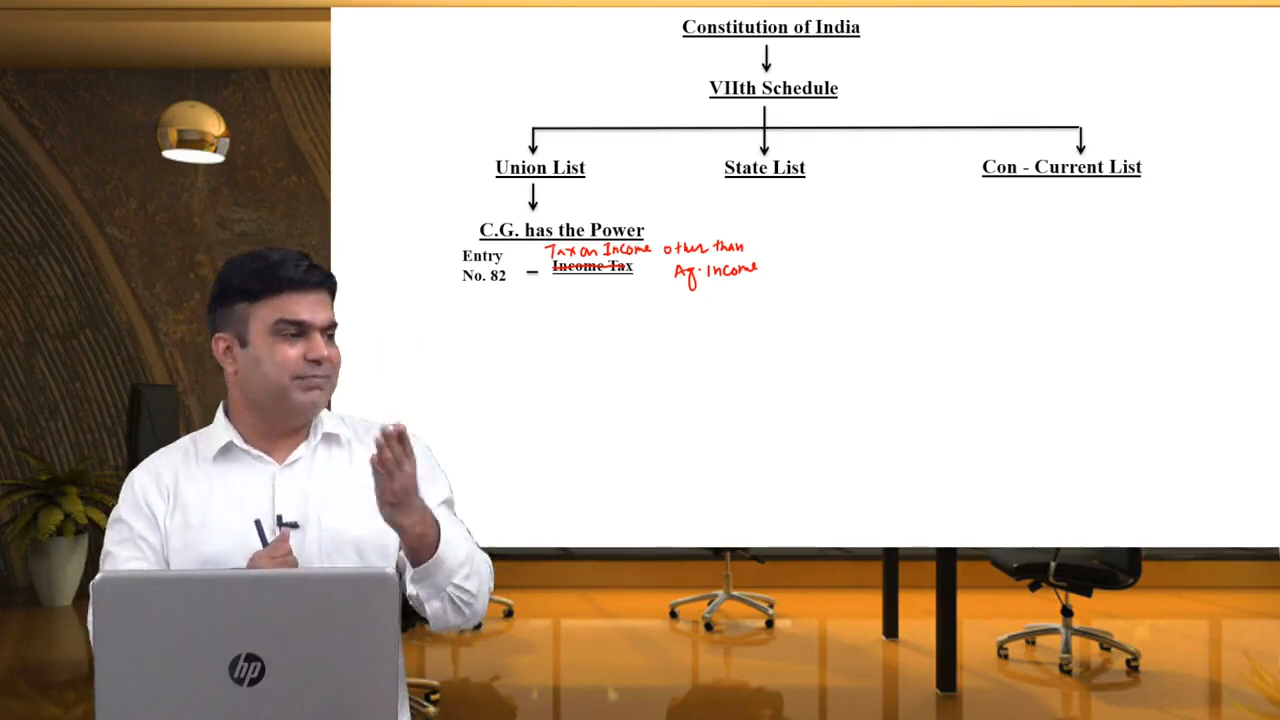 Constitution of India
VIIth Schedule
Union List
State List
Con - Current List
C.G. has the Power
Tax on Income other than
Entry
No. 82 – Income Tax
Ag. Income
hp